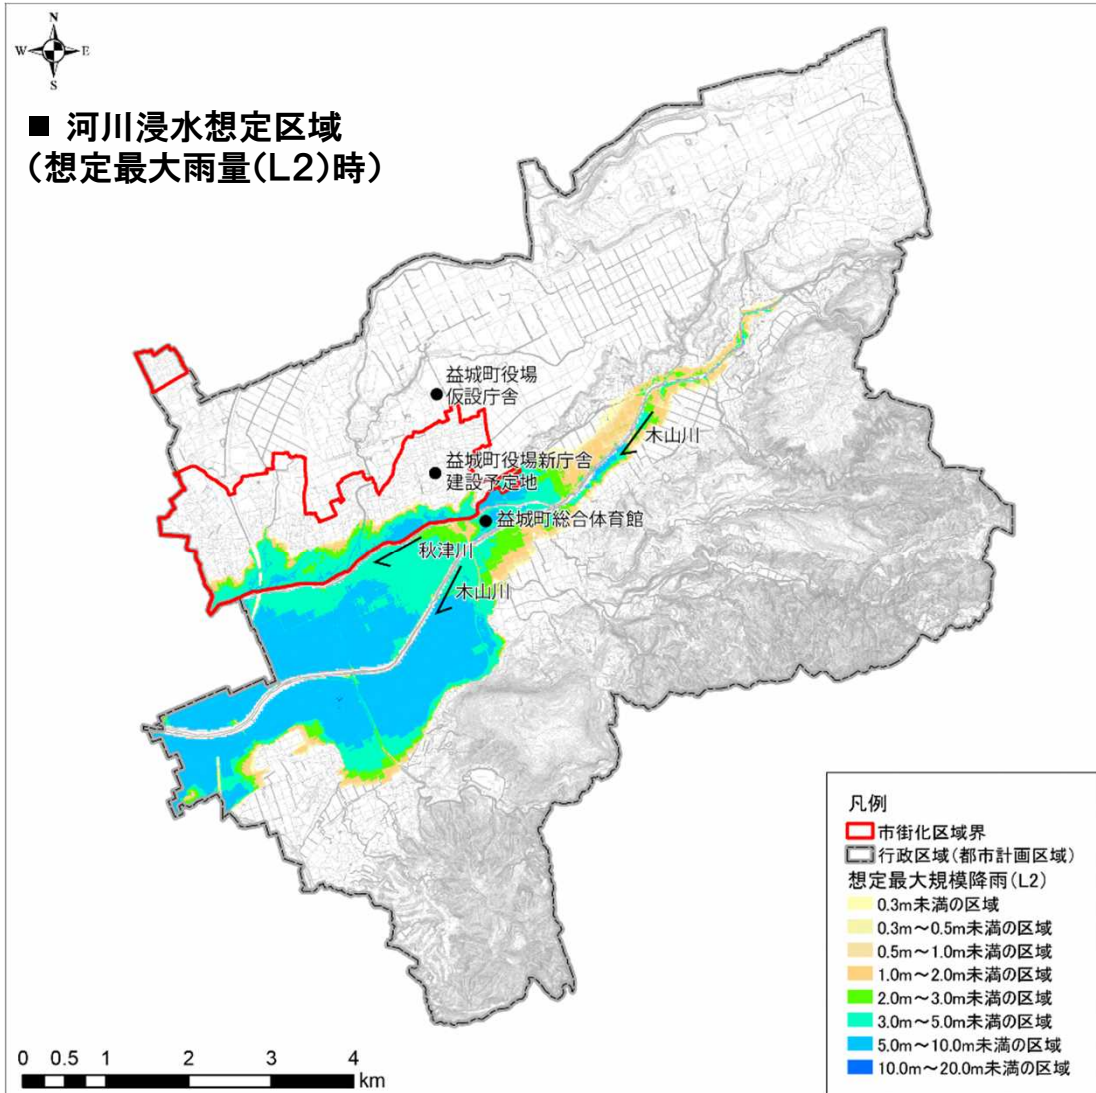 N
W E
S
■ 河川浸水想定区域
(想定最大雨量(L2)時)
益城町役場
仮設庁舎
木山川
益城町役場新庁舎
建設予定地
益城町総合体育館
秋津川
木山川
凡例
市街化区域界
行政区域(都市計画区域)
想定最大規模降雨(L2)
0.3m未満の区域
0.3m～0.5m未満の区域
0.5m～1.0m未満の区域
1.0m～2.0m未満の区域
2.0m～3.0m未満の区域
3.0m～5.0m未満の区域
5.0m～10.0m未満の区域
10.0m～20.0m未満の区域
0 0.5 1 2 3 4
km